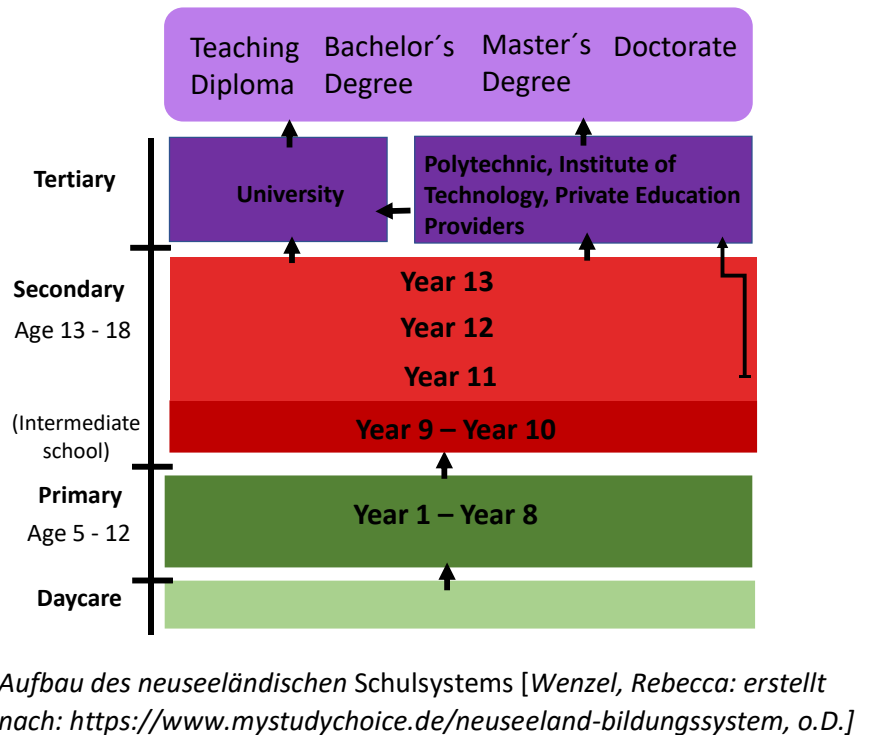 Teaching Diploma
Bachelor´s Degree
Master´s Degree
Doctorate
Tertiary
University
Polytechnic, Institute of
Technology, Private Education
Providers
Secondary
Age 13 - 18
Year 13
Year 12
Year 11
(Intermediate
school)
Year 9 – Year 10
Primary
Age 5 - 12
Year 1 – Year 8
Daycare
Aufbau des neuseeländischen Schulsystems [Wenzel, Rebecca: erstellt
nach: https://www.mystudychoice.de/neuseeland-bildungssystem, o.D.]